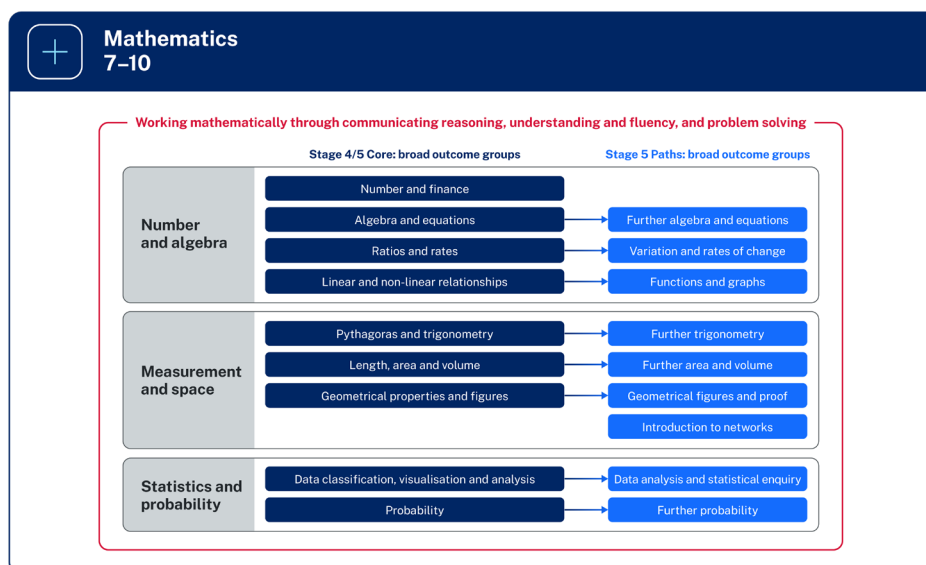 Mathematics
7–10
Working mathematically through communicating reasoning, understanding and fluency, and problem solving
Stage 4/5 Core: broad outcome groups
Stage 5 Paths: broad outcome groups
Number
and algebra
Number and finance
Algebra and equations
Further algebra and equations
Ratios and rates
Variation and rates of change
Linear and non-linear relationships
Functions and graphs
Measurement
and space
Pythagoras and trigonometry
Further trigonometry
Length, area and volume
Further area and volume
Geometrical properties and figures
Geometrical figures and proof
Introduction to networks
Statistics and
probability
Data classification, visualisation and analysis
Data analysis and statistical enquiry
Probability
Further probability